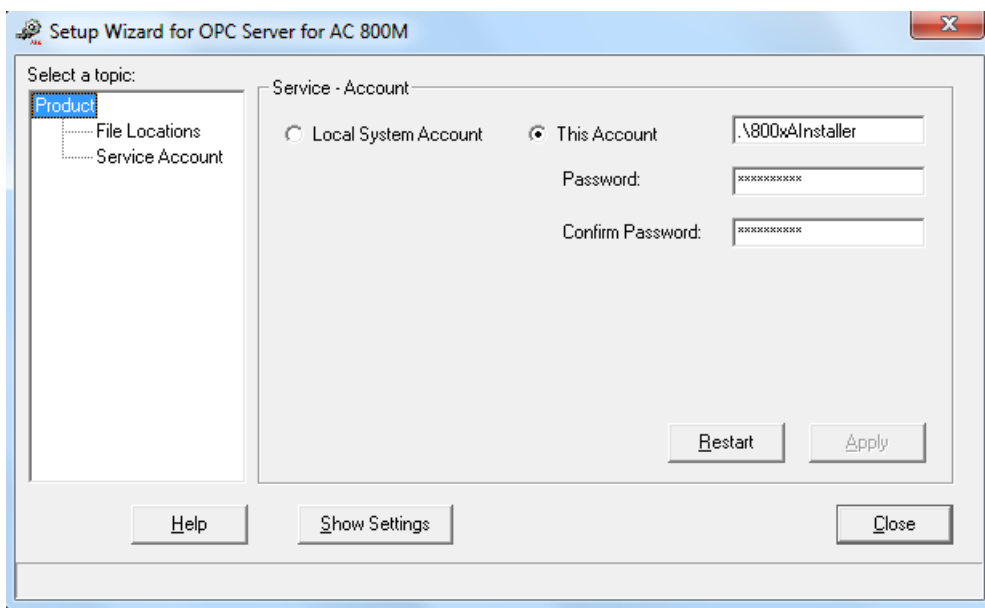 Setup Wizard for OPC Server for AC 800M
Select a topic:
Product
File Locations
Service Account
Service - Account
Local System Account
This Account
.\800xAInstaller
Password:
××××××××××
Confirm Password:
××××××××××
Restart
Apply
Help
Show Settings
Close